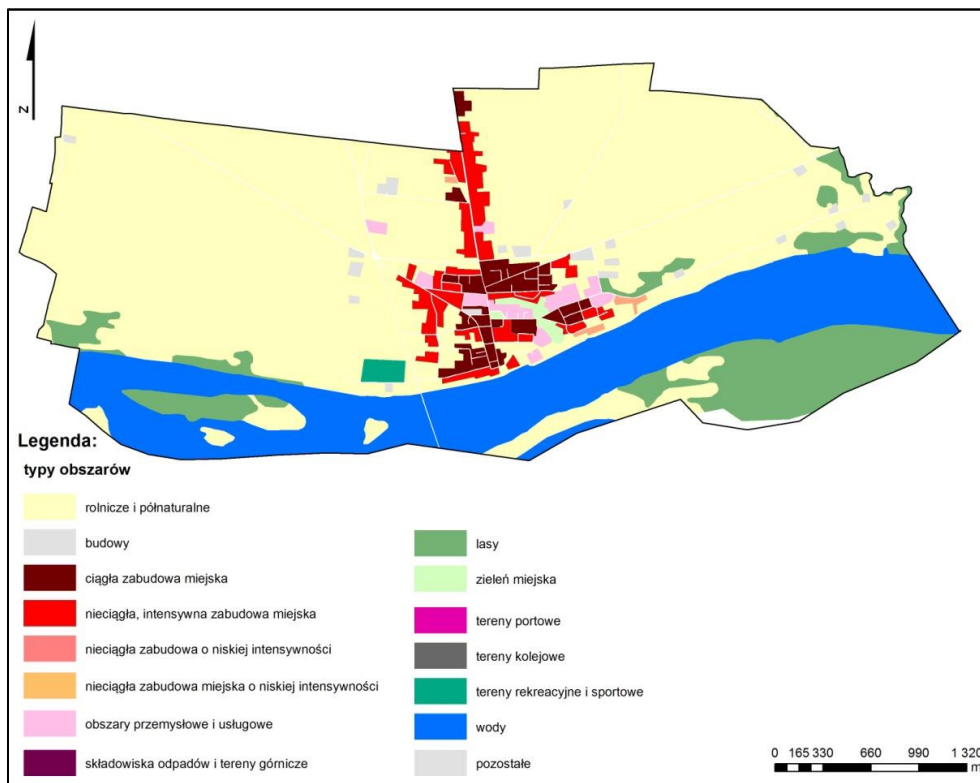 Z
Legenda:
typy obszarów
rolnicze i półnaturalne
budowy
ciągła zabudowa miejska
nieciągła, intensywna zabudowa miejska
nieciągła zabudowa o niskiej intensywności
nieciągła zabudowa miejska o niskiej intensywności
obszary przemysłowe i usługowe
składowiska odpadów i tereny górnicze
lasy
zieleń miejska
tereny portowe
tereny kolejowe
tereny rekreacyjne i sportowe
wody
pozostałe
0 165 330 660 990 1 320
m